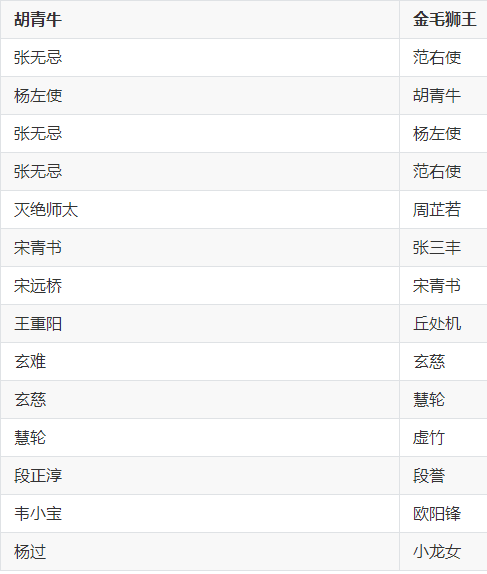 胡青牛 金毛狮王
张无忌 范右使
杨左使 胡青牛
张无忌 杨左使
张无忌 范右使
灭绝师太 周芷若
宋青书 张三丰
宋远桥 宋青书
王重阳 丘处机
玄难 玄慈
玄慈 慧轮
慧轮 虚竹
段正淳 段誉
韦小宝 欧阳锋
杨过 小龙女